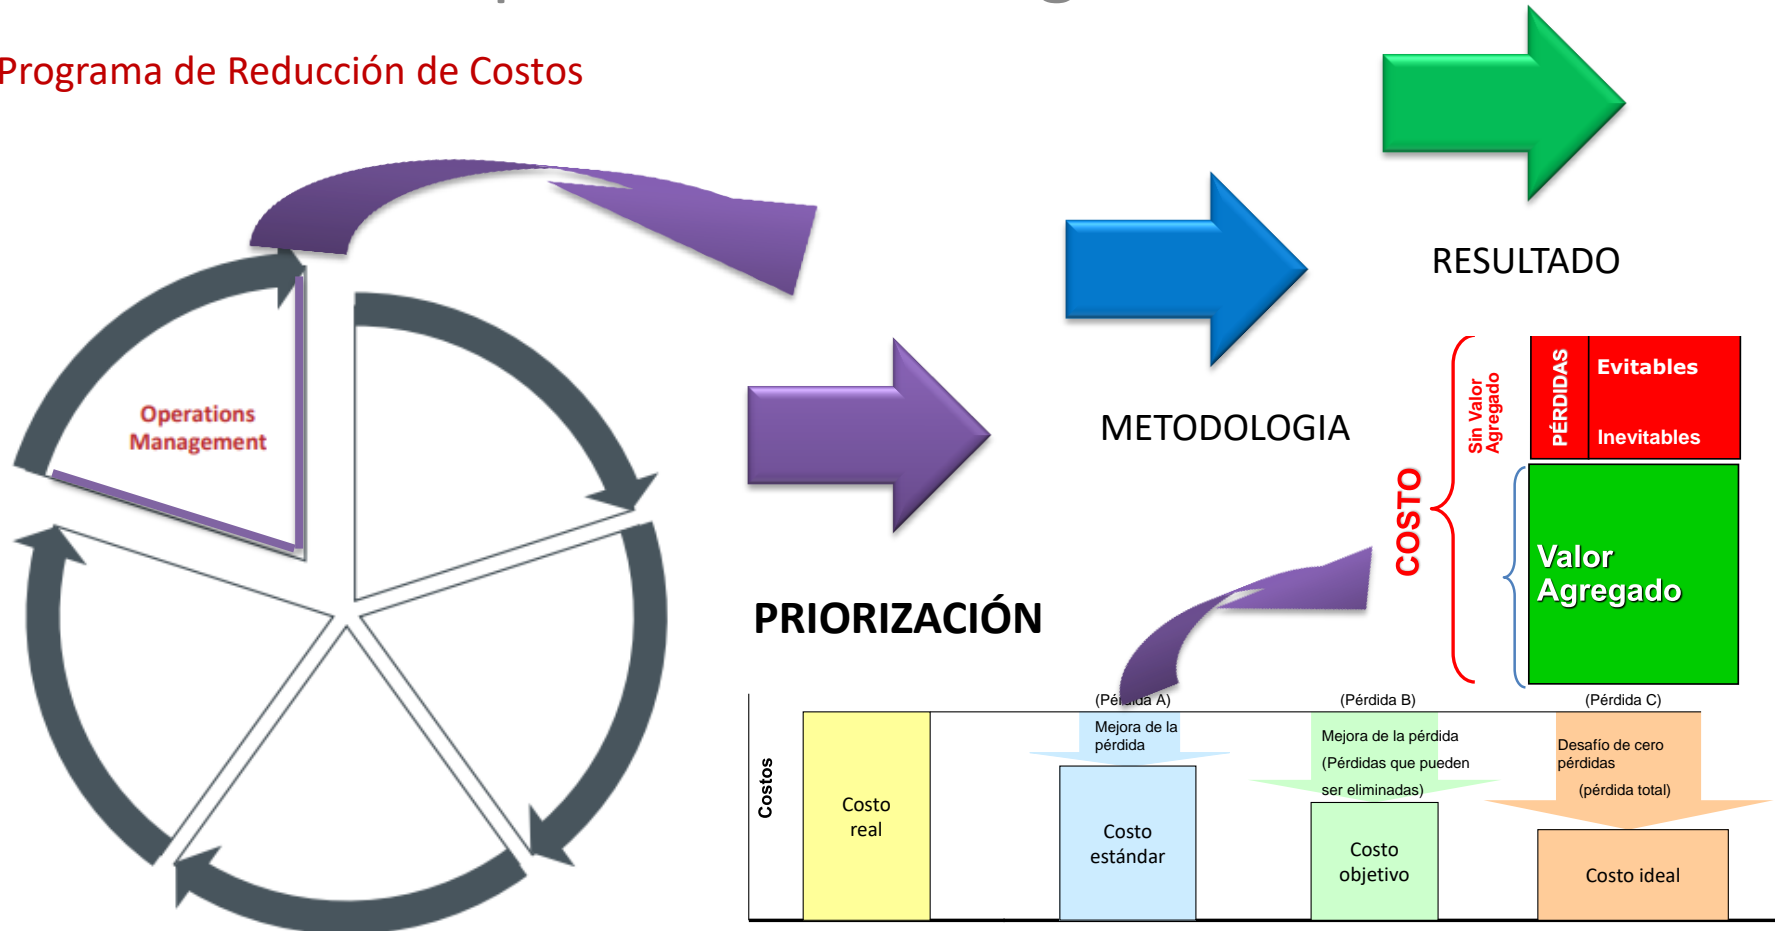 Programa de Reducción de Costos
RESULTADO
METODOLOGIA
PRIORIZACIÓN
Operations
Management
COSTO
Sin Valor
Agregado
PÉRDIDAS
Evitables
Inevitables
Valor
Agregado
Costos
Costo
real
(Pérdida A)
Mejora de la
pérdida
Costo
estándar
(Pérdida B)
Mejora de la pérdida
(Pérdidas que pueden
ser eliminadas)
Costo
objetivo
(Pérdida C)
Desafío de cero
pérdidas
(pérdida total)
Costo ideal